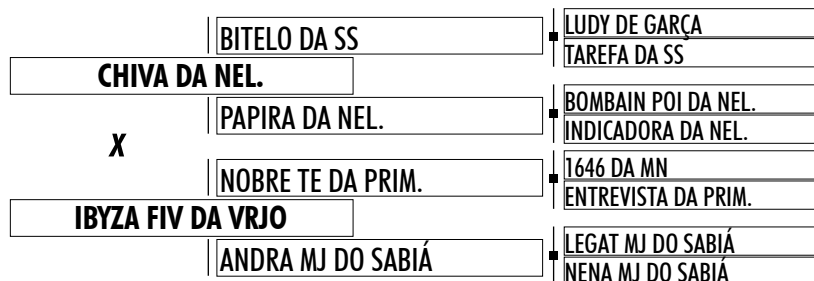 BITELO DA SS
LUDY DE GARÇA
TAREFA DA SS
CHIVA DA NEL.
PAPIRA DA NEL.
BOMBAIN POI DA NEL.
INDICADORA DA NEL.
X
NOBRE TE DA PRIM.
1646 DA MN
ENTREVISTA DA PRIM.
IBYZA FIV DA VRJO
ANDRA MJ DO SABIÁ
LEGAT MJ DO SABIÁ
NENA MJ DO SABIÁ